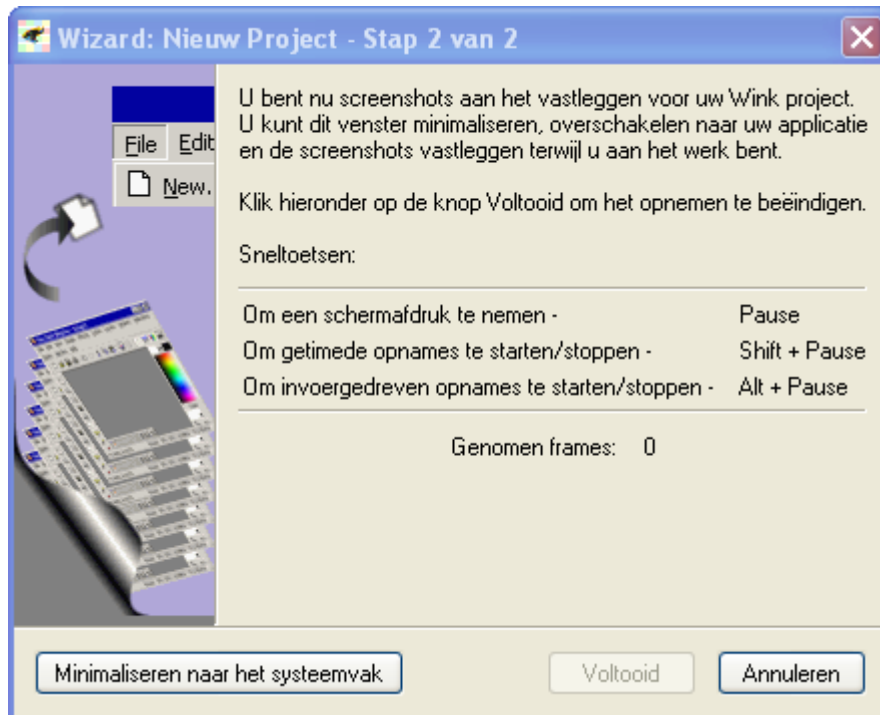 Wizard: Nieuw Project - Stap 2 van 2
File Edit
New.
U bent nu screenshots aan het vastleggen voor uw Wink project.
U kunt dit venster minimaliseren, overschakelen naar uw applicatie
en de screenshots vastleggen terwijl u aan het werk bent.
Klik hieronder op de knop Voltooid om het opnemen te beëindigen.
Sneltoetsen:
Om een schermafdruk te nemen - Pause
Om getimede opnames te starten/stoppen - Shift + Pause
Om invoergedreven opnames te starten/stoppen - Alt + Pause
Genomen frames: 0
Minimaliseren naar het systeemvak Voltooid Annuleren